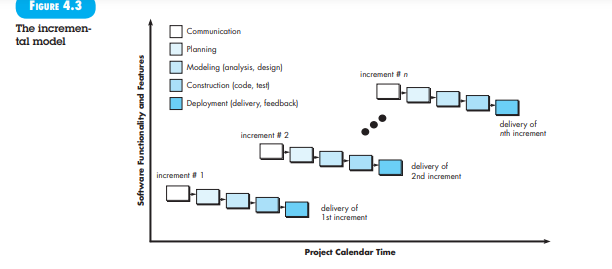 FIGURE 4.3
The incremen-
tal model
Communication
Planning
Modeling (analysis, design)
Construction (code, test)
Deployment (delivery, feedback)
increment # n
delivery of
nth increment
increment # 2
delivery of
2nd increment
increment # 1
delivery of
1st increment
Software Functionality and Features
Project Calendar Time